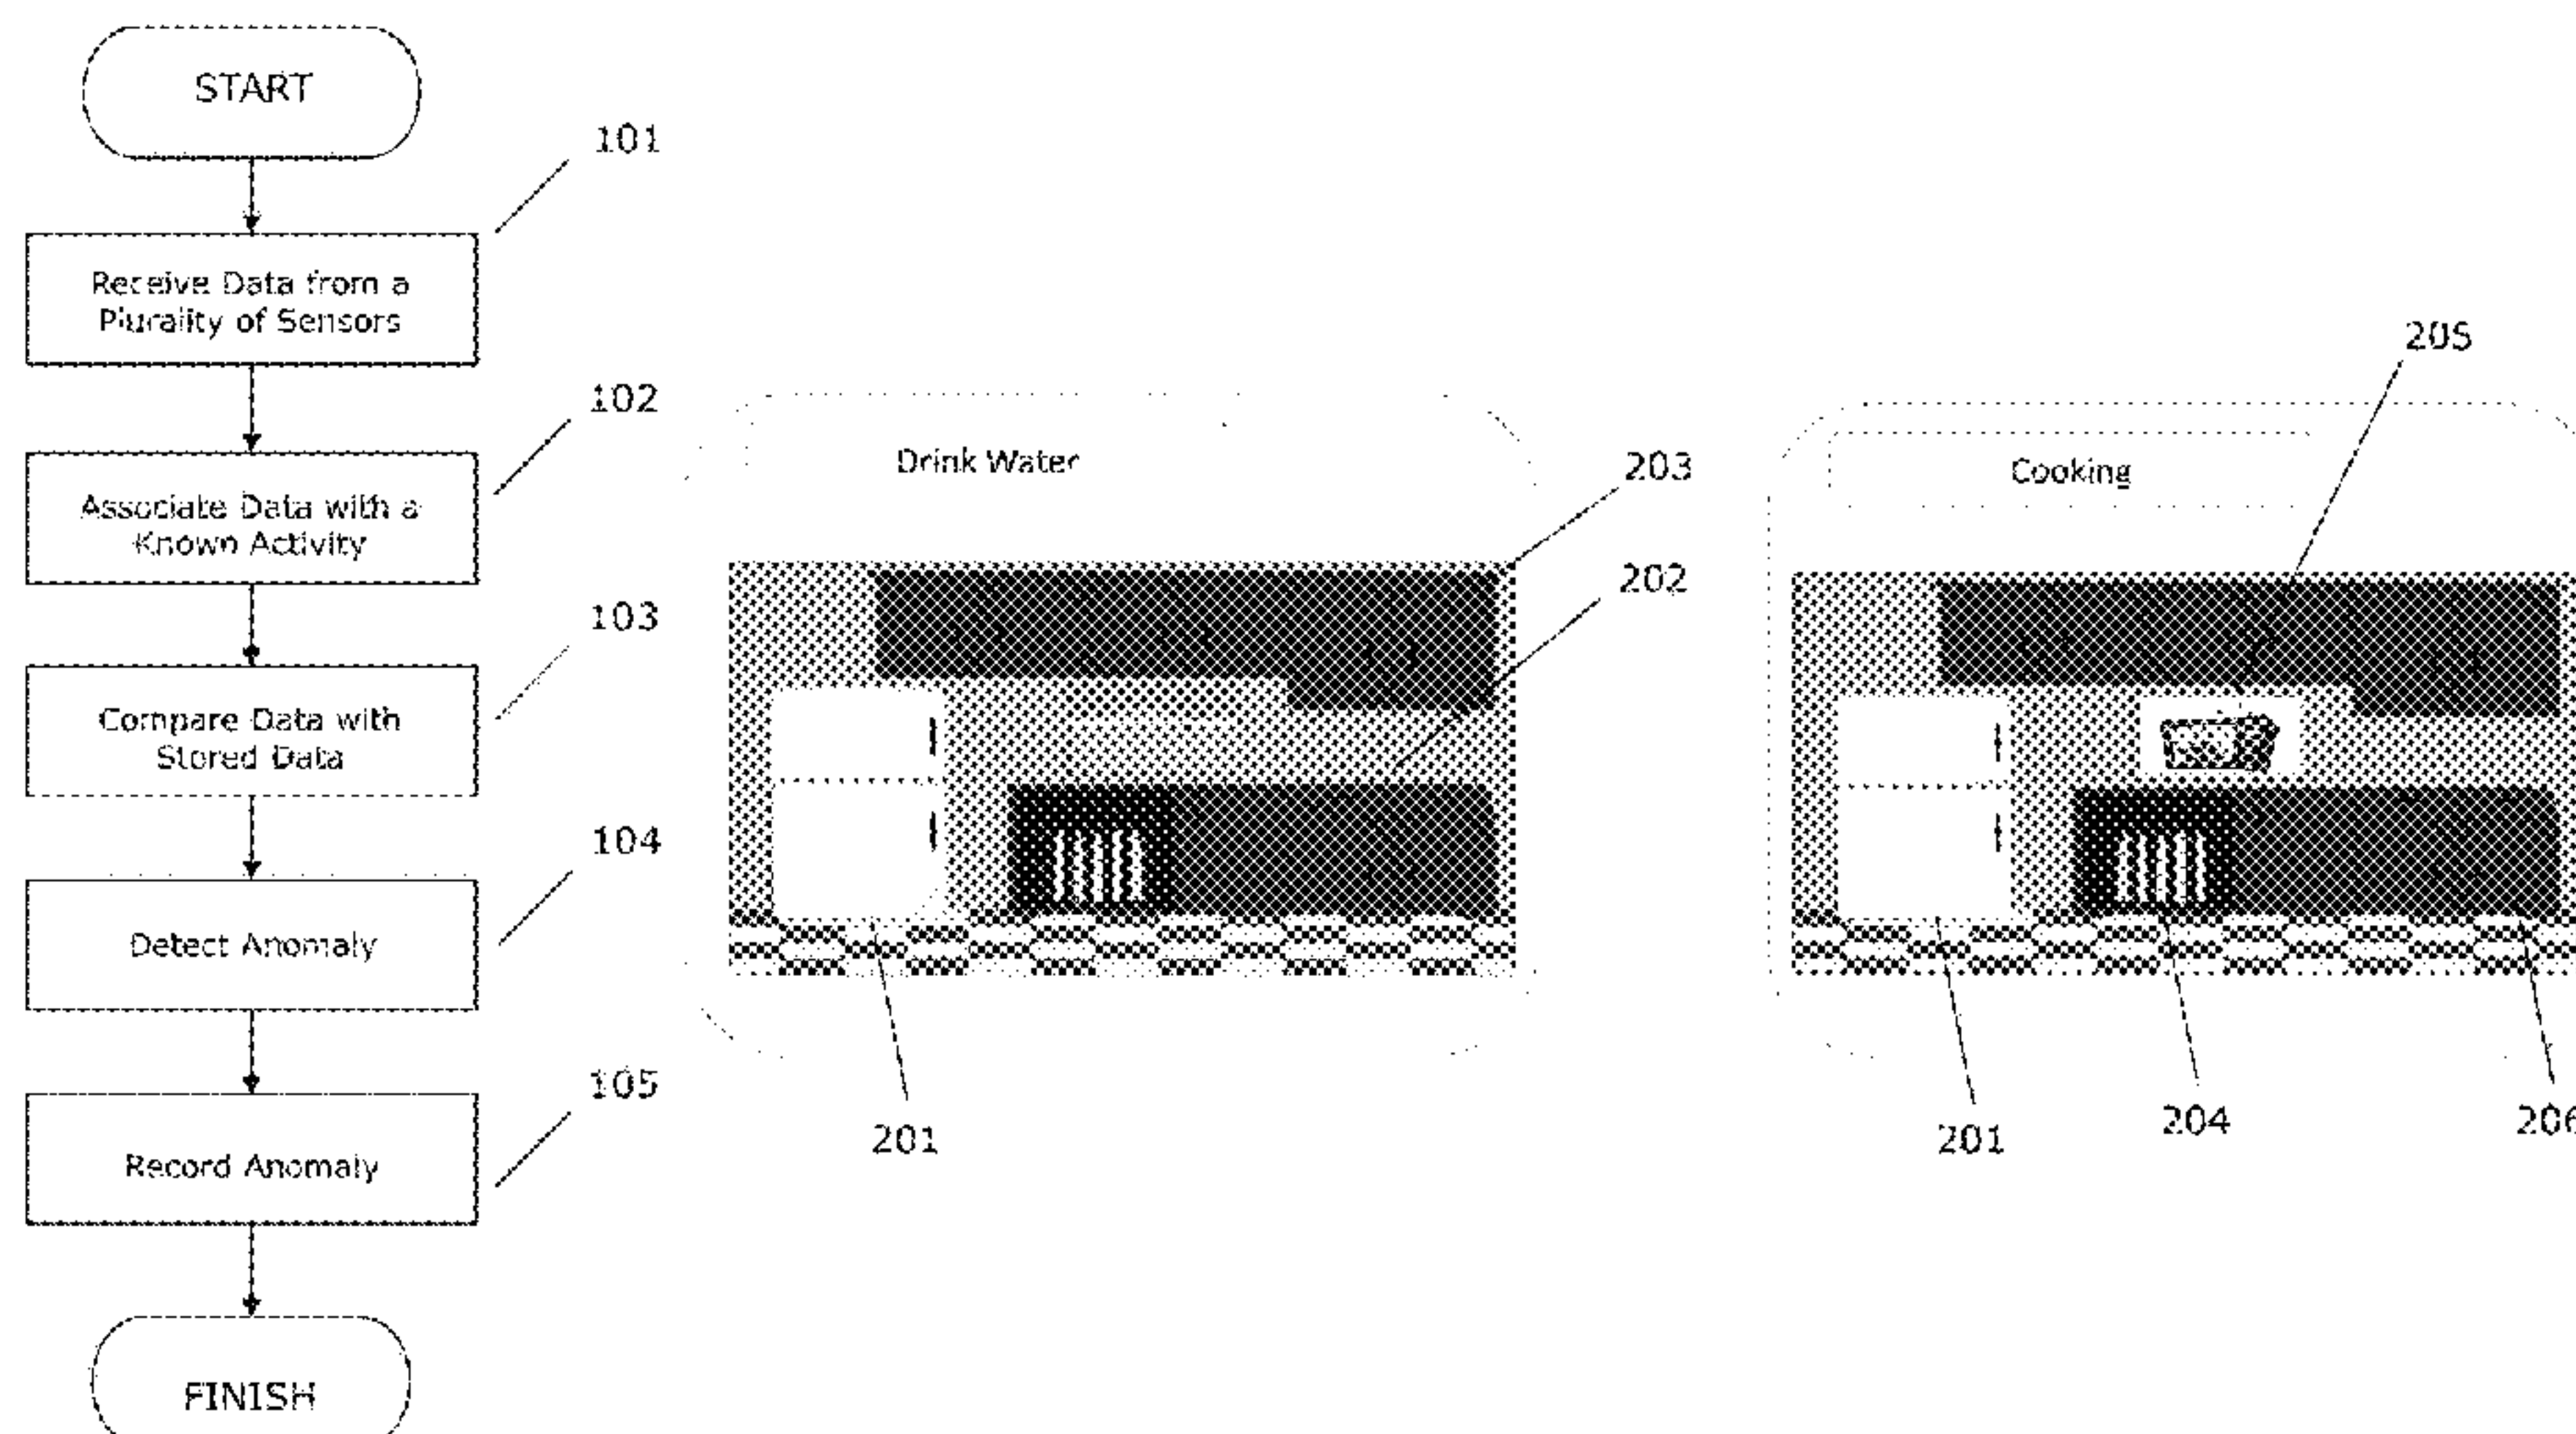 START
101
Receive Data from a
Plurality of Sensors
102
Associate Data with a
Known Activity
103
Compare Data with
Stored Data
104
Detect Anomaly
105
Record Anomaly
FINISH
Drink Water
203
202
201
Cooking
205
201
204
206